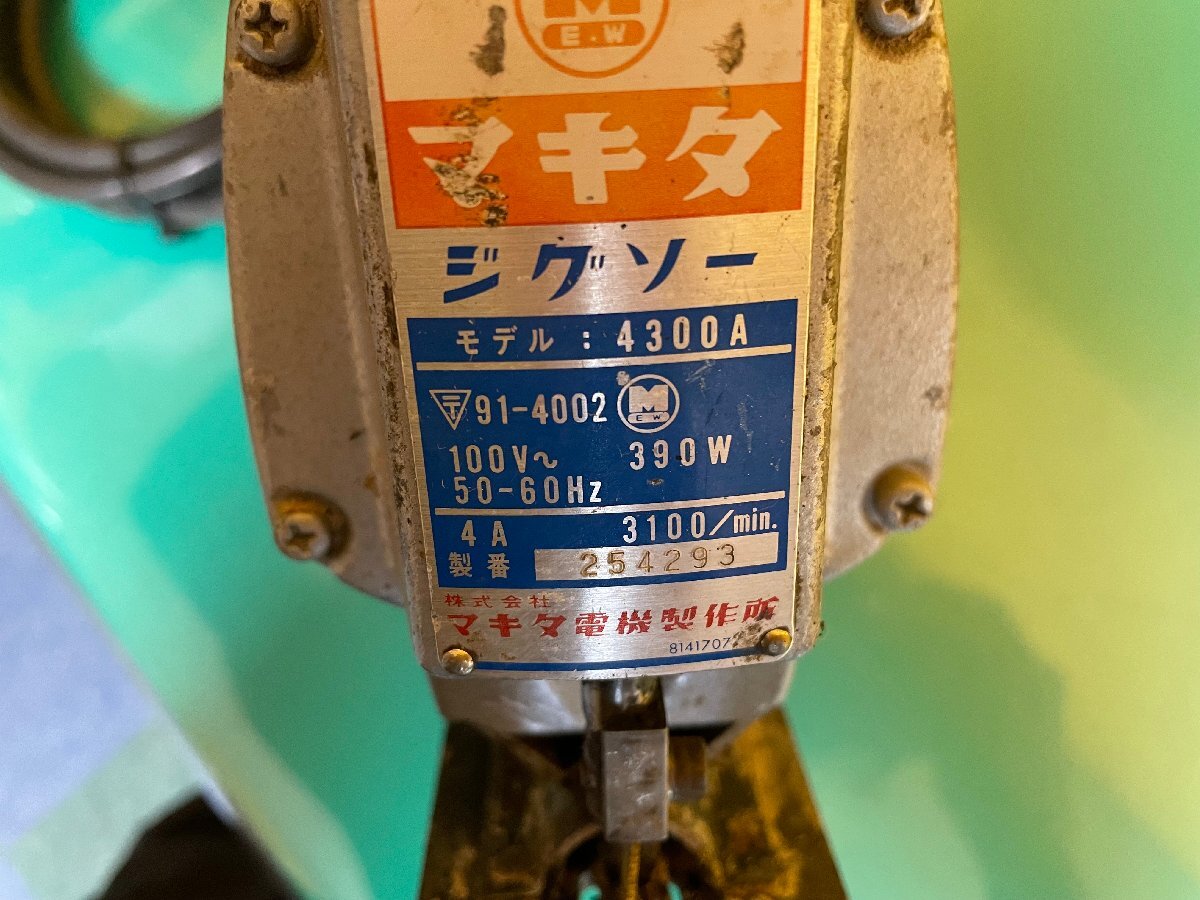 M
E.W
マキタ
ジグソー
モデル : 4300A
〒91-4002 M E W
100V~ 390W
50-60Hz
4A 3100/min.
製番 254293
株式会社
マキタ電機製作所
8141707